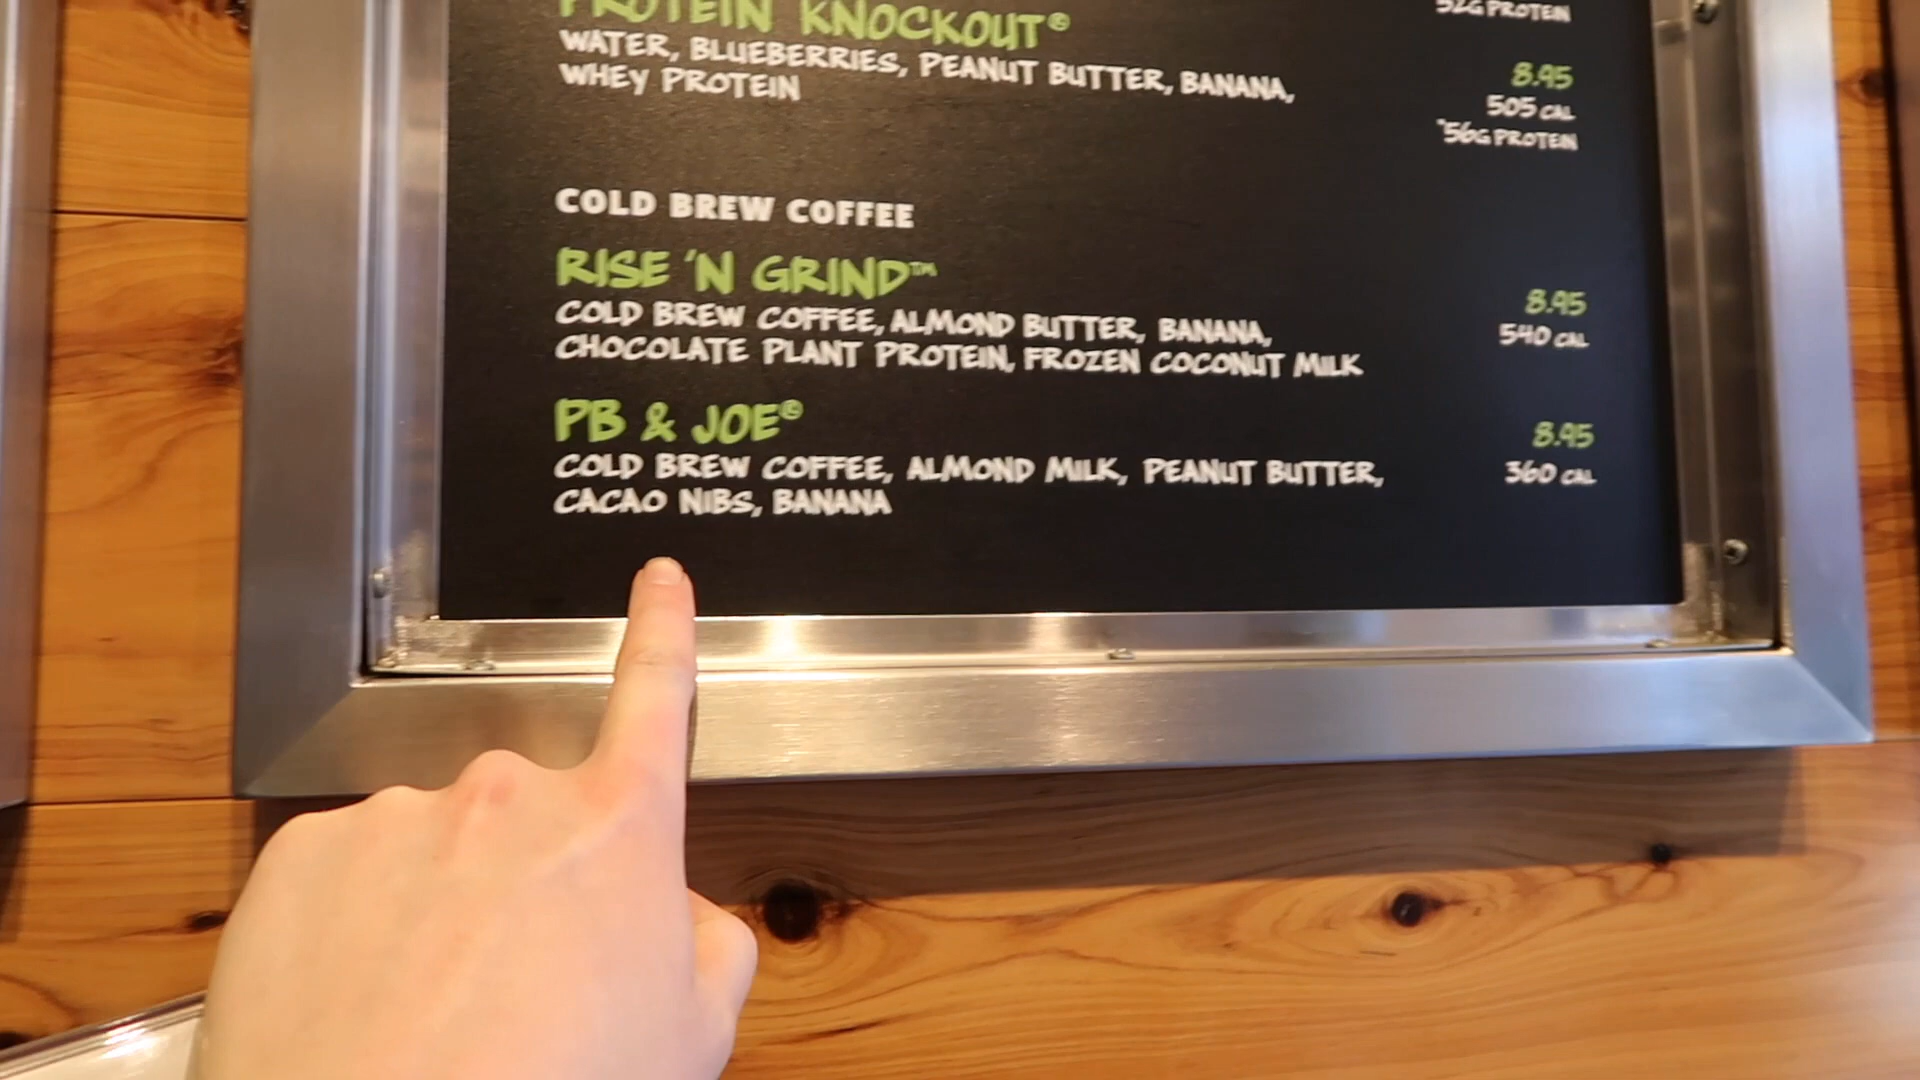 PROTEIN KNOCKOUT©
52G PROTEIN
WATER, BLUEBERRIES, PEANUT BUTTER, BANANA,
WHEY PROTEIN
8.95
505 CAL
*56G PROTEIN
COLD BREW COFFEE
RISE 'N GRIND™
8.95
COLD BREW COFFEE, ALMOND BUTTER, BANANA,
540 CAL
CHOCOLATE PLANT PROTEIN, FROZEN COCONUT MILK
PB & JOE©
8.95
COLD BREW COFFEE, ALMOND MILK, PEANUT BUTTER,
360 CAL
CACAO NIBS, BANANA